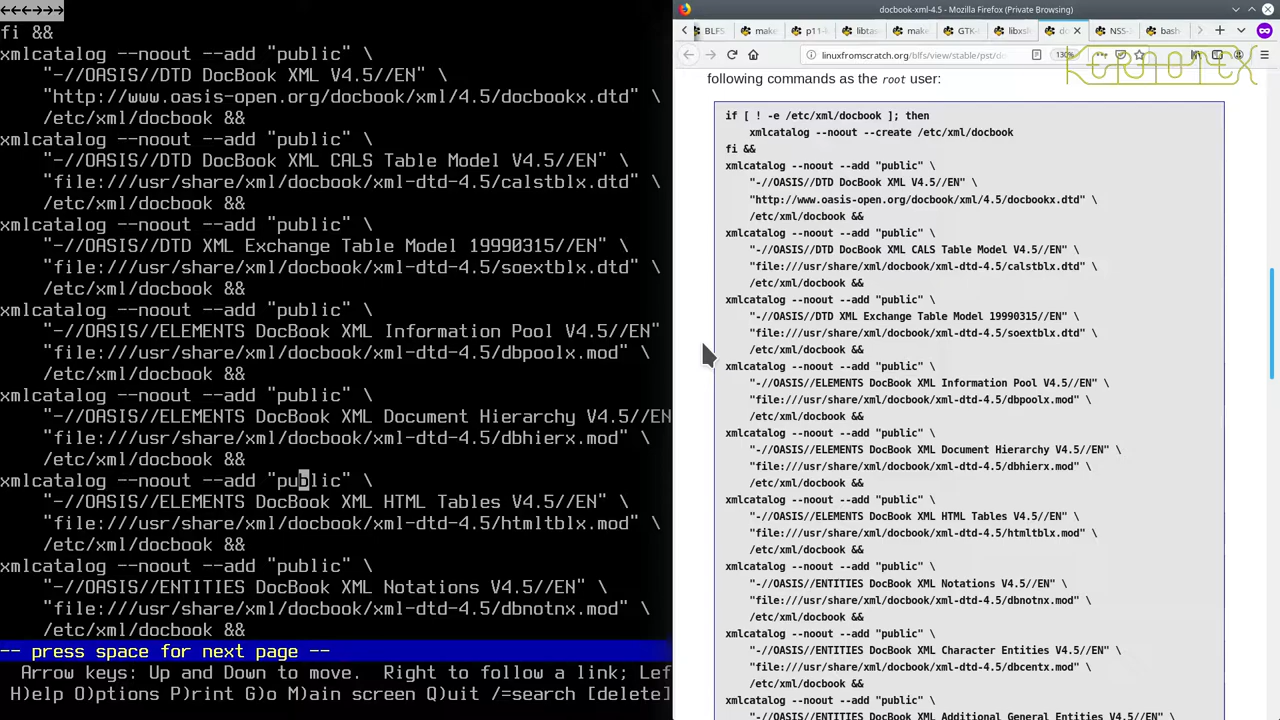 ←←←→→→
fi &&
xmlcatalog --noout --add "public" \
"-//OASIS//DTD DocBook XML V4.5//EN" \
"http://www.oasis-open.org/docbook/xml/4.5/docbookx.dtd" \
/etc/xml/docbook &&
xmlcatalog --noout --add "public" \
"-//OASIS//DTD DocBook XML CALS Table Model V4.5//EN" \
"file:///usr/share/xml/docbook/xml-dtd-4.5/calstblx.dtd" \
/etc/xml/docbook &&
xmlcatalog --noout --add "public" \
"-//OASIS//DTD XML Exchange Table Model 19990315//EN" \
"file:///usr/share/xml/docbook/xml-dtd-4.5/soextblx.dtd" \
/etc/xml/docbook &&
xmlcatalog --noout --add "public" \
"-//OASIS//ELEMENTS DocBook XML Information Pool V4.5//EN"
"file:///usr/share/xml/docbook/xml-dtd-4.5/dbpoolx.mod" \
/etc/xml/docbook &&
xmlcatalog --noout --add "public" \
"-//OASIS//ELEMENTS DocBook XML Document Hierarchy V4.5//EN
"file:///usr/share/xml/docbook/xml-dtd-4.5/dbhierx.mod" \
/etc/xml/docbook &&
xmlcatalog --noout --add "public" \
"-//OASIS//ELEMENTS DocBook XML HTML Tables V4.5//EN" \
"file:///usr/share/xml/docbook/xml-dtd-4.5/htmltblx.mod" \
/etc/xml/docbook &&
xmlcatalog --noout --add "public" \
"-//OASIS//ENTITIES DocBook XML Notations V4.5//EN" \
"file:///usr/share/xml/docbook/xml-dtd-4.5/dbnotnx.mod" \
/etc/xml/docbook &&
-- press space for next page --
Arrow keys: Up and Down to move.  Right to follow a link; Lef
H)elp O)ptions P)rint G)o M)ain screen Q)uit /=search [delete]
docbook-xml-4.5 - Mozilla Firefox (Private Browsing)
BLFS make p11-k libtas make GTK- libxsl do NSS- bash
linuxfromscratch.org/blfs/view/stable/pst/do 130%
KERNOTEX
following commands as the root user:
if [ ! -e /etc/xml/docbook ]; then
xmlcatalog --noout --create /etc/xml/docbook
fi &&
xmlcatalog --noout --add "public" \
"-//OASIS//DTD DocBook XML V4.5//EN" \
"http://www.oasis-open.org/docbook/xml/4.5/docbookx.dtd" \
/etc/xml/docbook &&
xmlcatalog --noout --add "public" \
"-//OASIS//DTD DocBook XML CALS Table Model V4.5//EN" \
"file:///usr/share/xml/docbook/xml-dtd-4.5/calstblx.dtd" \
/etc/xml/docbook &&
xmlcatalog --noout --add "public" \
"-//OASIS//DTD XML Exchange Table Model 19990315//EN" \
"file:///usr/share/xml/docbook/xml-dtd-4.5/soextblx.dtd" \
/etc/xml/docbook &&
xmlcatalog --noout --add "public" \
"-//OASIS//ELEMENTS DocBook XML Information Pool V4.5//EN" \
"file:///usr/share/xml/docbook/xml-dtd-4.5/dbpoolx.mod" \
/etc/xml/docbook &&
xmlcatalog --noout --add "public" \
"-//OASIS//ELEMENTS DocBook XML Document Hierarchy V4.5//EN" \
"file:///usr/share/xml/docbook/xml-dtd-4.5/dbhierx.mod" \
/etc/xml/docbook &&
xmlcatalog --noout --add "public" \
"-//OASIS//ELEMENTS DocBook XML HTML Tables V4.5//EN" \
"file:///usr/share/xml/docbook/xml-dtd-4.5/htmltblx.mod" \
/etc/xml/docbook &&
xmlcatalog --noout --add "public" \
"-//OASIS//ENTITIES DocBook XML Notations V4.5//EN" \
"file:///usr/share/xml/docbook/xml-dtd-4.5/dbnotnx.mod" \
/etc/xml/docbook &&
xmlcatalog --noout --add "public" \
"-//OASIS//ENTITIES DocBook XML Character Entities V4.5//EN" \
"file:///usr/share/xml/docbook/xml-dtd-4.5/dbcentx.mod" \
/etc/xml/docbook &&
xmlcatalog --noout --add "public" \
"-//OASIS//ENTITIES DocBook XML Additional General Entities V4.5//EN" \